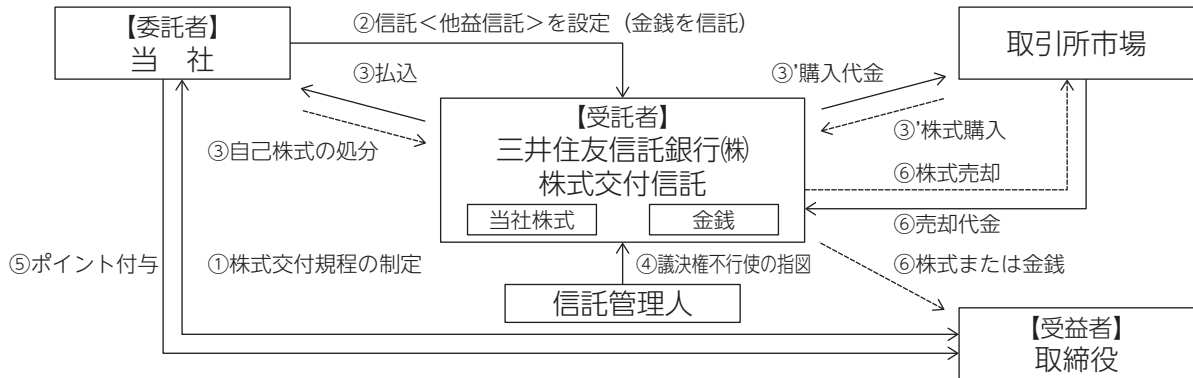 【委託者】
当　社
②信託＜他益信託＞を設定（金銭を信託）
取引所市場
③払込
③’購入代金
【受託者】
三井住友信託銀行㈱
株式交付信託
当社株式
金銭
③自己株式の処分
③’株式購入
⑥株式売却
⑥売却代金
⑤ポイント付与
①株式交付規程の制定
④議決権不行使の指図
⑥株式または金銭
信託管理人
【受益者】
取締役